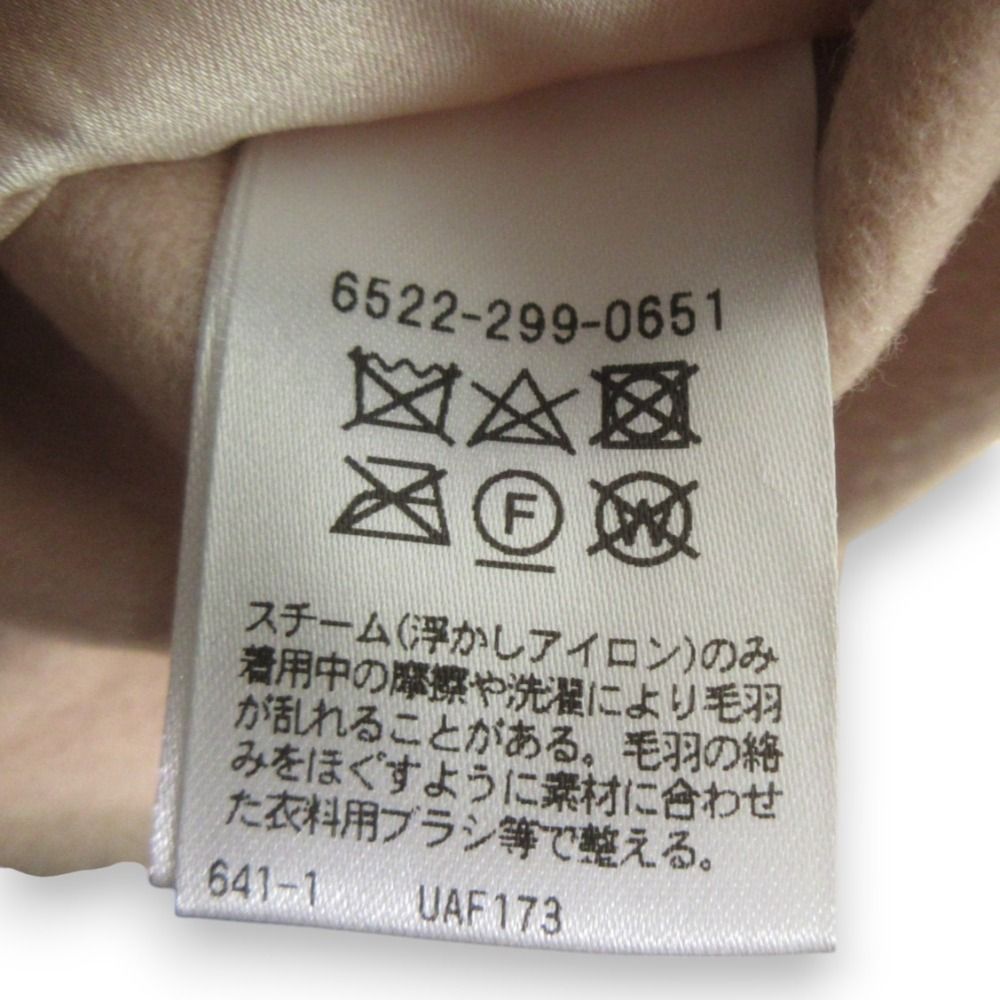 6522-299-0651
F W
スチーム(浮かしアイロン)のみ
着用中の摩擦や洗濯により毛羽
が乱れることがある。毛羽の絡
みをほぐすように素材に合わせ
た衣料用ブラシ等で整える。
641-1 UAF173